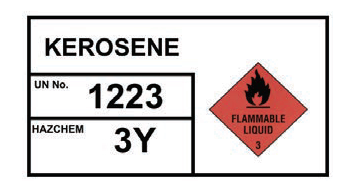 KEROSENE
UN No.
1223
HAZCHEM
3Y
FLAMMABLE
LIQUID
3